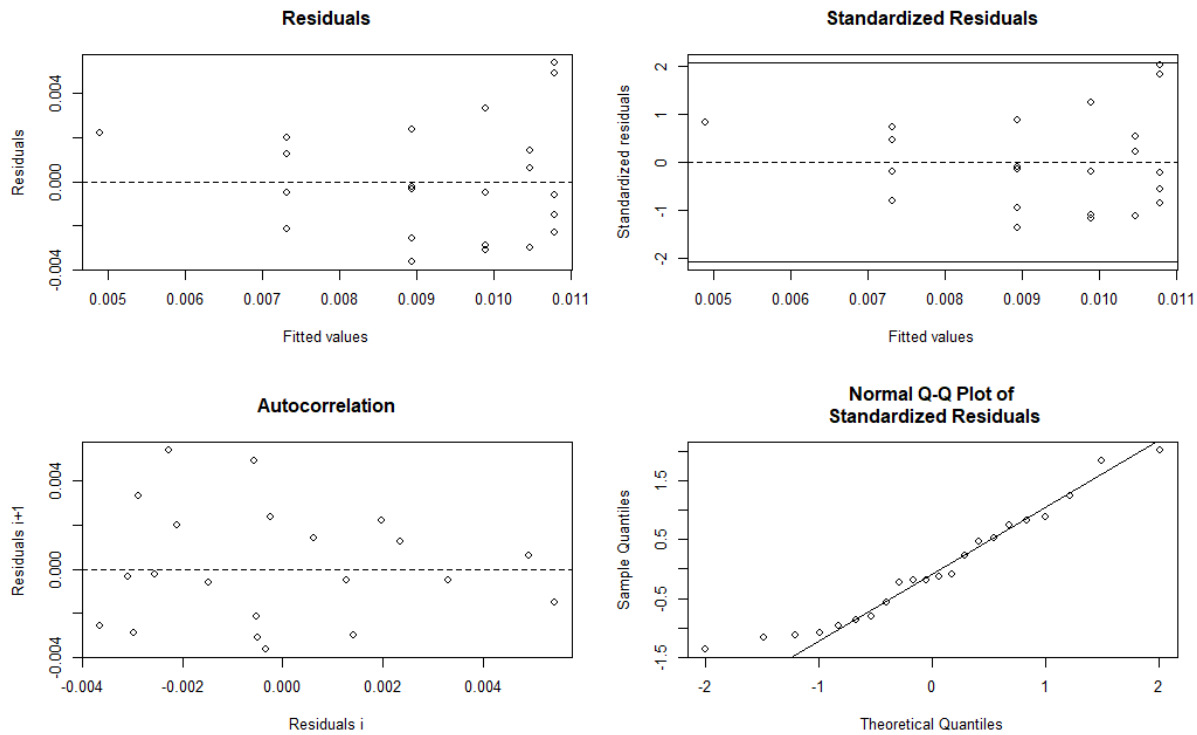 Residuals
Residuals
0.004
0.000
-0.004
0.005 0.006 0.007 0.008 0.009 0.010 0.011
Fitted values
Standardized Residuals
Standardized residuals
2
1
0
-1
-2
0.005 0.006 0.007 0.008 0.009 0.010 0.011
Fitted values
Autocorrelation
Residuals i+1
0.004
0.000
-0.004
-0.004 -0.002 0.000 0.002 0.004
Residuals i
Normal Q-Q Plot of
Standardized Residuals
Sample Quantiles
1.5
0.5
-0.5
-1.5
-2 -1 0 1 2
Theoretical Quantiles